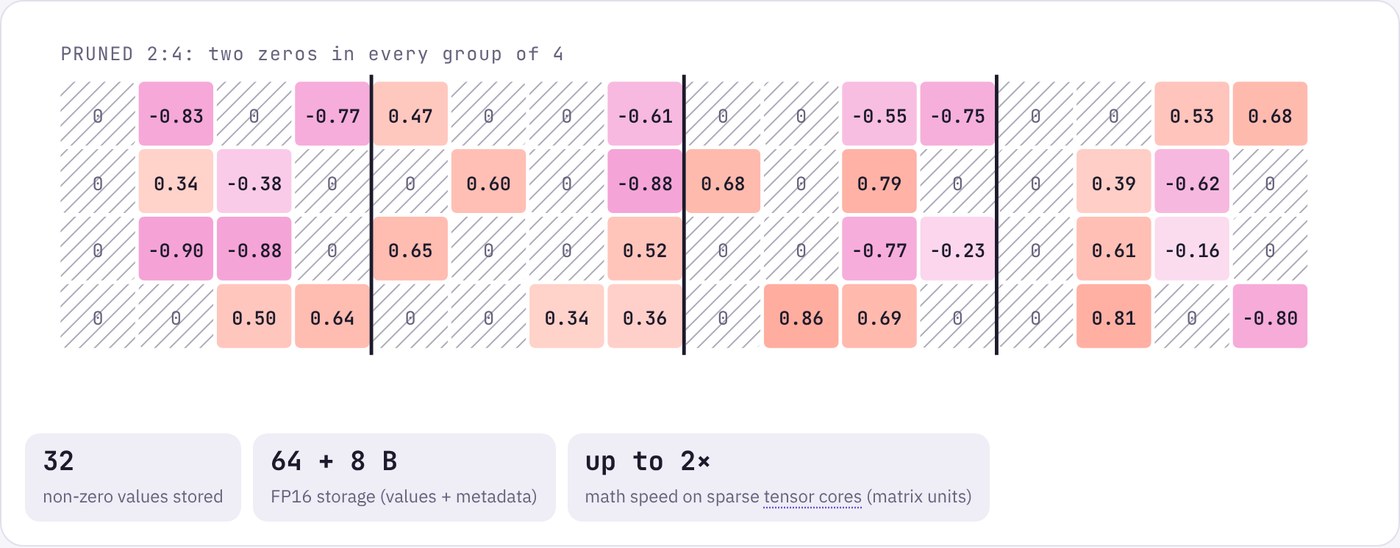 PRUNED 2:4: two zeros in every group of 4
0 -0.83 0 -0.77 0.47 0 0 -0.61 0 0 -0.55 -0.75 0 0 0.53 0.68
0 0.34 -0.38 0 0 0.60 0 -0.88 0.68 0 0.79 0 0 0.39 -0.62 0
0 -0.90 -0.88 0 0.65 0 0 0.52 0 0 -0.77 -0.23 0 0.61 -0.16 0
0 0 0.50 0.64 0 0 0.34 0.36 0 0.86 0.69 0 0 0.81 0 -0.80
32
non-zero values stored
64 + 8 B
FP16 storage (values + metadata)
up to 2×
math speed on sparse tensor cores (matrix units)